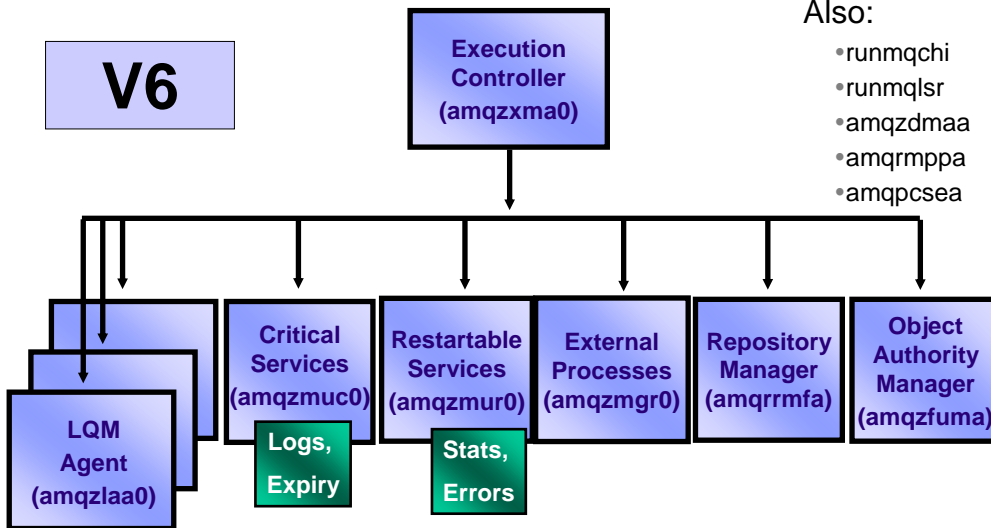 V6
Execution
Controller
(amqzxma0)
Also:
•runmqchi
•runmqlsr
•amqzdmaa
•amqrmppa
•amqpcsea
LQM
Agent
(amqzlaa0)
Critical
Services
(amqzmuc0)
Logs,
Expiry
Restartable
Services
(amqzmur0)
Stats,
Errors
External
Processes
(amqzmgr0)
Repository
Manager
(amqrrmfa)
Object
Authority
Manager
(amqzfuma)